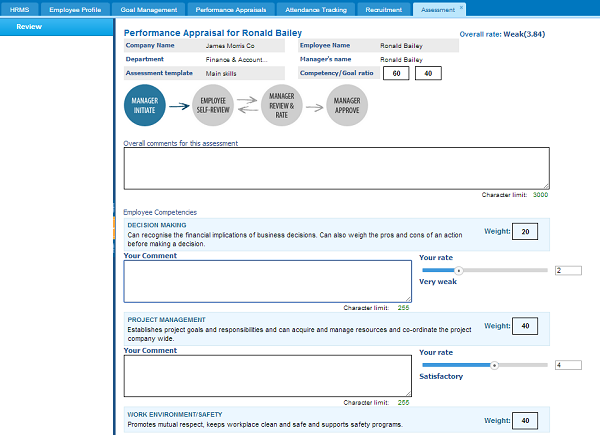 HRMS Employee Profile Goal Management Performance Appraisals Attendance Tracking Recruitment Assessment
Review
Performance Appraisal for Ronald Bailey
Overall rate: Weak(3.84)
Company Name James Morris Co Employee Name Ronald Bailey
Department Finance & Account... Manager's name Ronald Bailey
Assessment template Main skills Competency/Goal ratio 60 40
MANAGER INITIATE
EMPLOYEE SELF-REVIEW
MANAGER REVIEW & RATE
MANAGER APPROVE
Overall comments for this assessment
Character limit: 3000
Employee Competencies
DECISION MAKING
Can recognise the financial implications of business decisions. Can also weigh the pros and cons of an action
before making a decision.
Weight: 20
Your Comment Your rate
2
Very weak
Character limit: 255
PROJECT MANAGEMENT
Establishes project goals and responsibilities and can acquire and manage resources and co-ordinate the project
company wide.
Weight: 40
Your Comment Your rate
4
Satisfactory
Character limit: 255
WORK ENVIRONMENT/SAFETY
Promotes mutual respect, keeps workplace clean and safe and supports safety programs.
Weight: 40